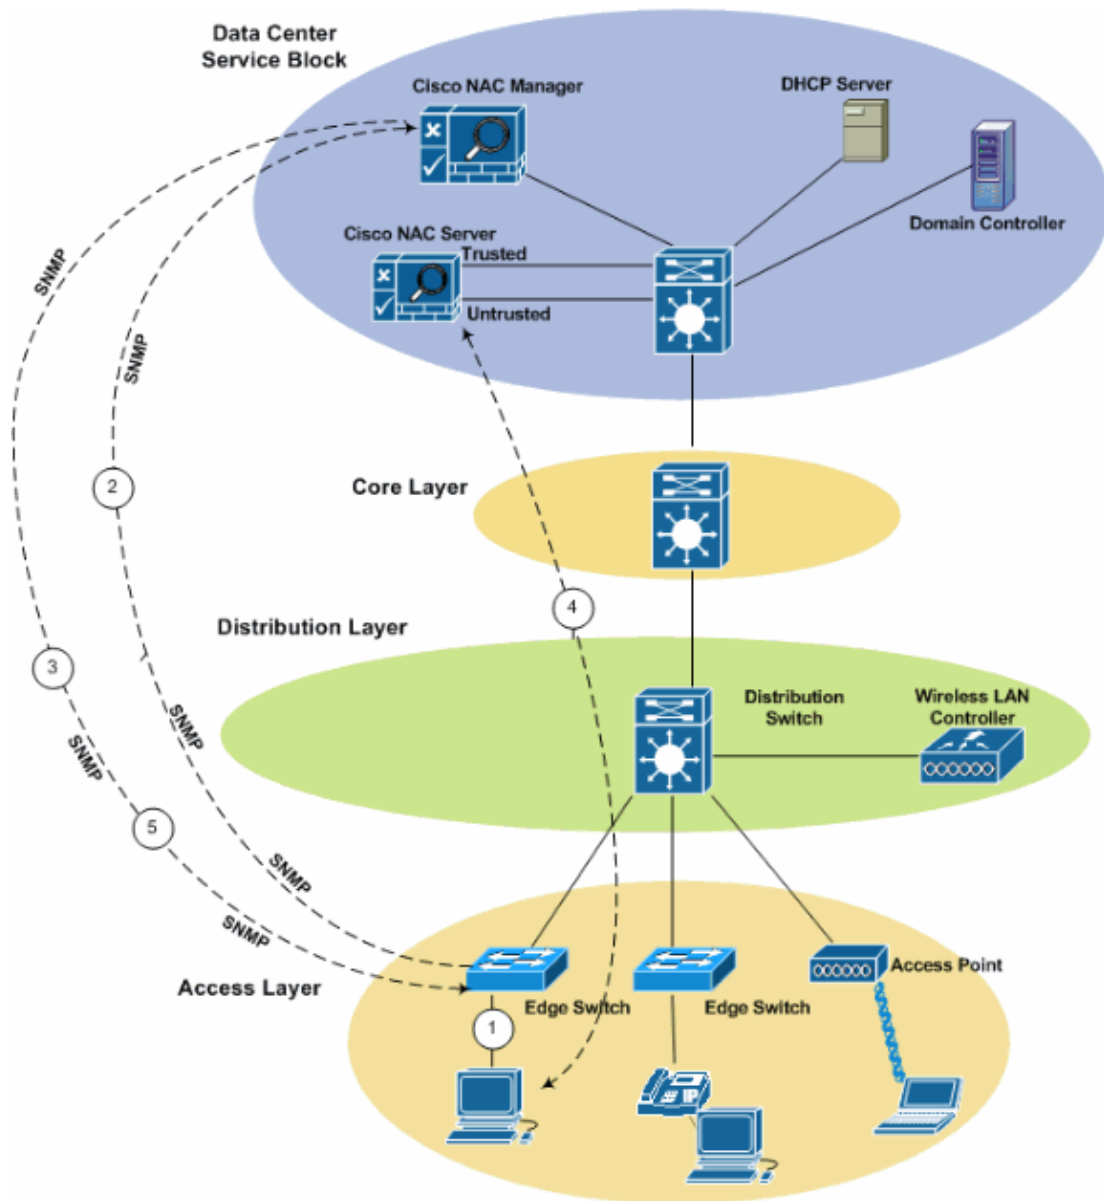 Data Center
Service Block
Cisco NAC Manager
DHCP Server
Domain Controller
Cisco NAC Server
Trusted
Untrusted
SNMP
SNMP
2
Core Layer
4
Distribution Layer
3
Distribution
Switch
Wireless LAN
Controller
SNMP
SNMP
5
SNMP
SNMP
Access Layer
Edge Switch
Edge Switch
Access Point
1
IP